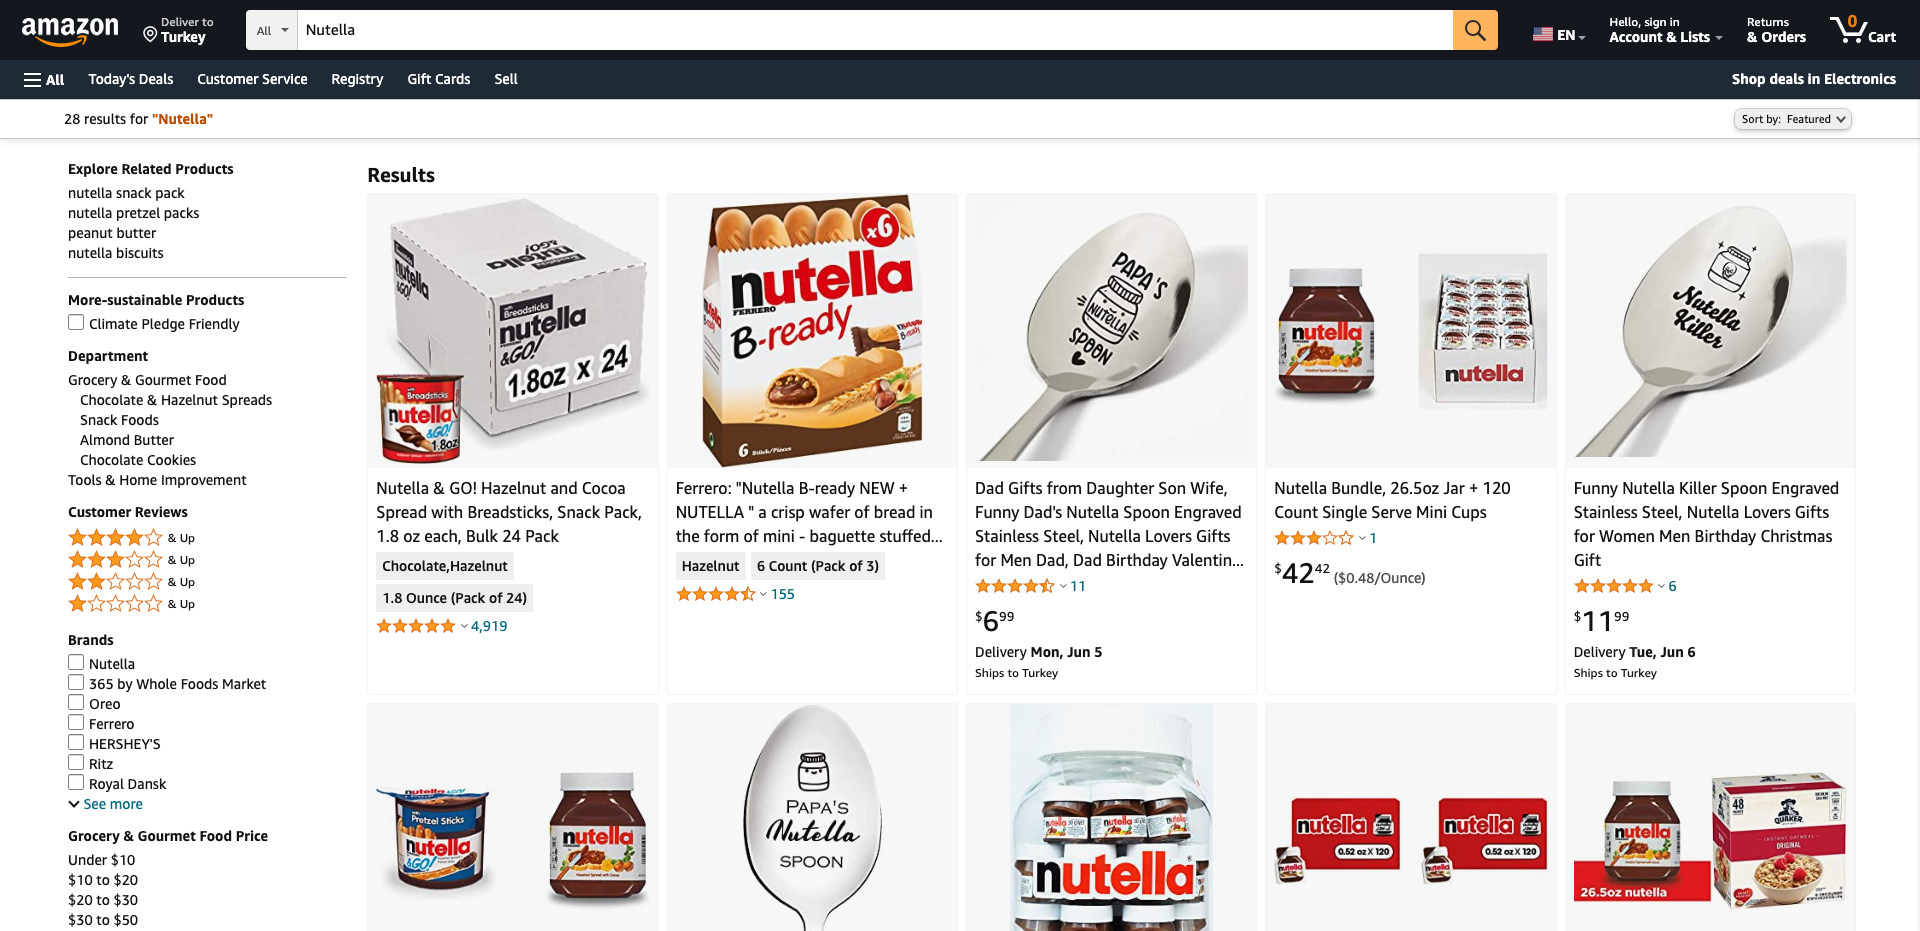 amazon
Deliver to
Turkey
All
Nutella
EN
Hello, sign in
Account & Lists
Returns
& Orders
0
Cart
All
Today's Deals
Customer Service
Registry
Gift Cards
Sell
Shop deals in Electronics
28 results for "Nutella"
Sort by: Featured
Explore Related Products
nutella snack pack
nutella pretzel packs
peanut butter
nutella biscuits
More-sustainable Products
Climate Pledge Friendly
Department
Grocery & Gourmet Food
Chocolate & Hazelnut Spreads
Snack Foods
Almond Butter
Chocolate Cookies
Tools & Home Improvement
Customer Reviews
& Up
& Up
& Up
& Up
Brands
Nutella
365 by Whole Foods Market
Oreo
Ferrero
HERSHEY'S
Ritz
Royal Dansk
See more
Grocery & Gourmet Food Price
Under $10
$10 to $20
$20 to $30
$30 to $50
Results
nutella
&GO!
Breadsticks
nutella
&GO!
1.8oz x 24
Breadsticks
nutella
&GO!
1.8oz
Nutella & GO! Hazelnut and Cocoa
Spread with Breadsticks, Snack Pack,
1.8 oz each, Bulk 24 Pack
Chocolate,Hazelnut
1.8 Ounce (Pack of 24)
4,919
x6
nutella
FERRERO
B-ready
6 Stück/Pièces
Ferrero: "Nutella B-ready NEW +
NUTELLA " a crisp wafer of bread in
the form of mini - baguette stuffed...
Hazelnut
6 Count (Pack of 3)
155
PAPA'S
NUTELLA
SPOON
Dad Gifts from Daughter Son Wife,
Funny Dad's Nutella Spoon Engraved
Stainless Steel, Nutella Lovers Gifts
for Men Dad, Dad Birthday Valentin...
11
$6.99
Delivery Mon, Jun 5
Ships to Turkey
nutella
nutella
Nutella Bundle, 26.5oz Jar + 120
Count Single Serve Mini Cups
1
$42.42 ($0.48/Ounce)
Nutella
Killer
Funny Nutella Killer Spoon Engraved
Stainless Steel, Nutella Lovers Gifts
for Women Men Birthday Christmas
Gift
6
$11.99
Delivery Tue, Jun 6
Ships to Turkey
Pretzel Sticks
nutella
&GO!
nutella
PAPA'S
Nutella
SPOON
nutella
nutella
0.52 oz X 120
nutella
0.52 oz X 120
nutella
26.5oz nutella
48
QUAKER
INSTANT OATMEAL
ORIGINAL